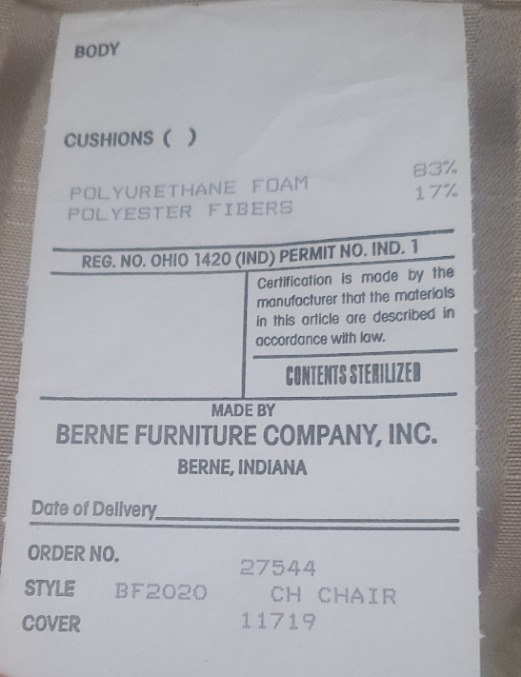 BODY
CUSHIONS ( )
POLYURETHANE FOAM 83%
POLYESTER FIBERS 17%
REG. NO. OHIO 1420 (IND) PERMIT NO. IND. 1
Certification is made by the
manufacturer that the materials
in this article are described in
accordance with law.
CONTENTS STERILIZED
MADE BY
BERNE FURNITURE COMPANY, INC.
BERNE, INDIANA
Date of Delivery
ORDER NO. 27544
STYLE BF2020 CH CHAIR
COVER 11719